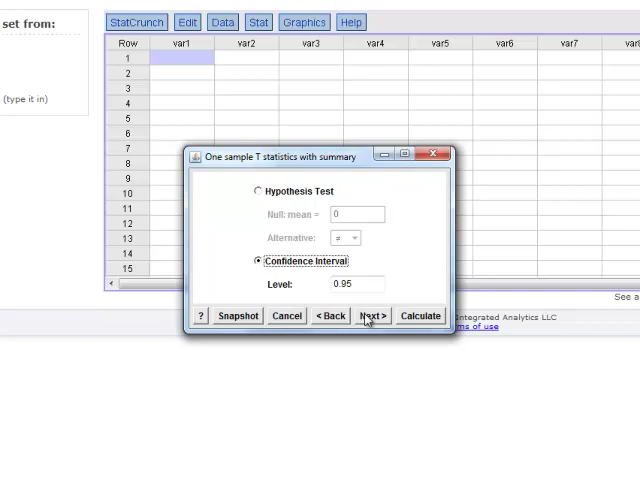 set from:
(type it in)
StatCrunch Edit Data Stat Graphics Help
Row var1 var2 var3 var4 var5 var6 var7
1
2
3
4
5
6
7
8
9
10
11
12
13
14
15
One sample T statistics with summary
Hypothesis Test
Null: mean = 0
Alternative: ≠
Confidence Interval
Level: 0.95
? Snapshot Cancel < Back Next > Calculate
See a
Integrated Analytics LLC
ms of use